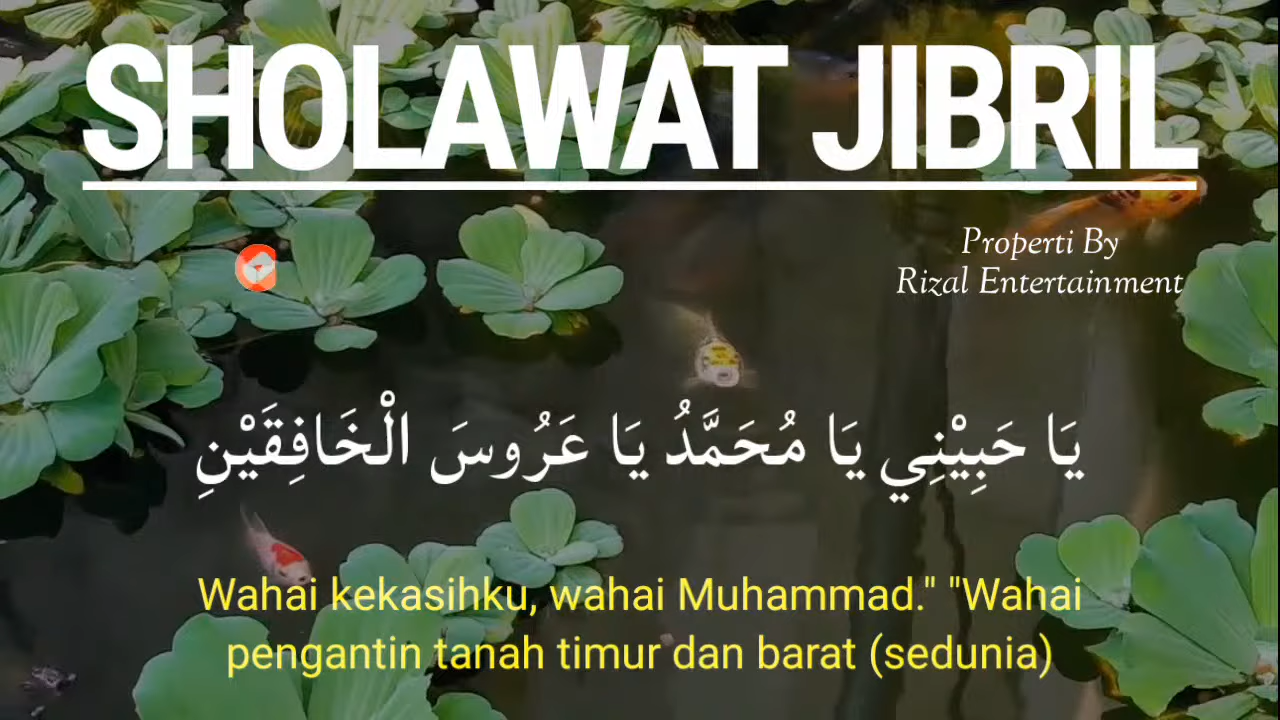 SHOLAWAT JIBRIL
Properti By
Rizal Entertainment
يَا حَبِيْنِي يَا مُحَمَّدُ يَا عَرُوسَ الْخَافِقَيْنِ
Wahai kekasihku, wahai Muhammad." "Wahai
pengantin tanah timur dan barat (sedunia)